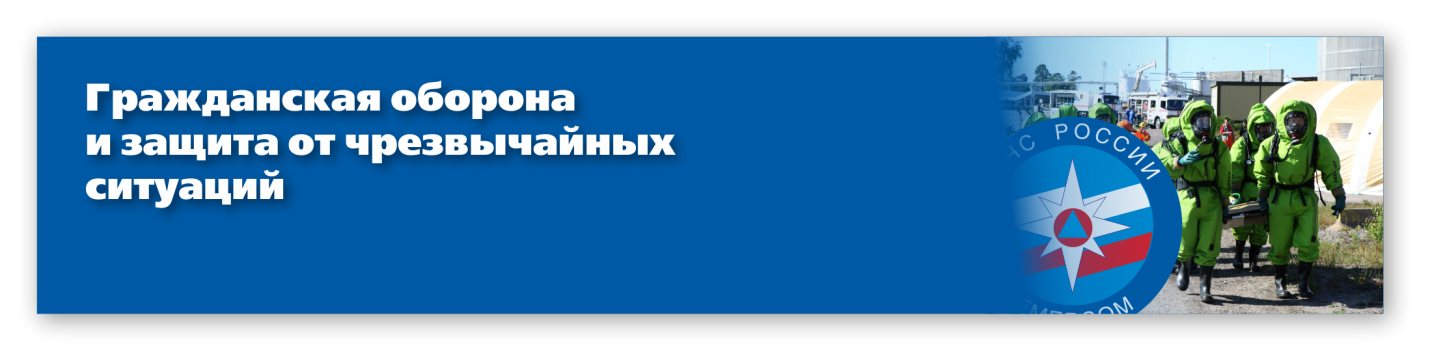 Гражданская оборона
и защита от чрезвычайных
ситуаций
РОССИИ